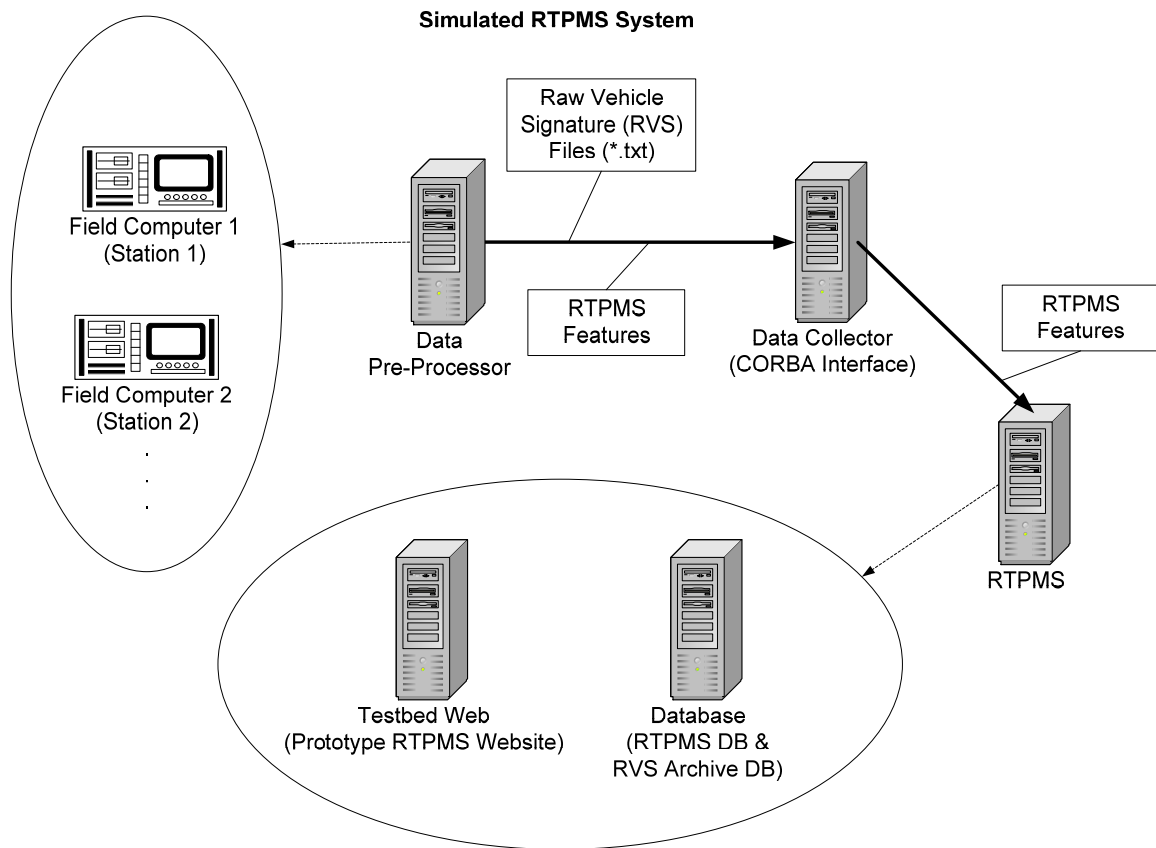 Simulated RTPMS System
Raw Vehicle
Signature (RVS)
Files (*.txt)
Field Computer 1
(Station 1)
RTPMS
Features
Data
Pre-Processor
Data Collector
(CORBA Interface)
RTPMS
Features
Field Computer 2
(Station 2)
.
.
.
RTPMS
Testbed Web
(Prototype RTPMS Website)
Database
(RTPMS DB &
RVS Archive DB)